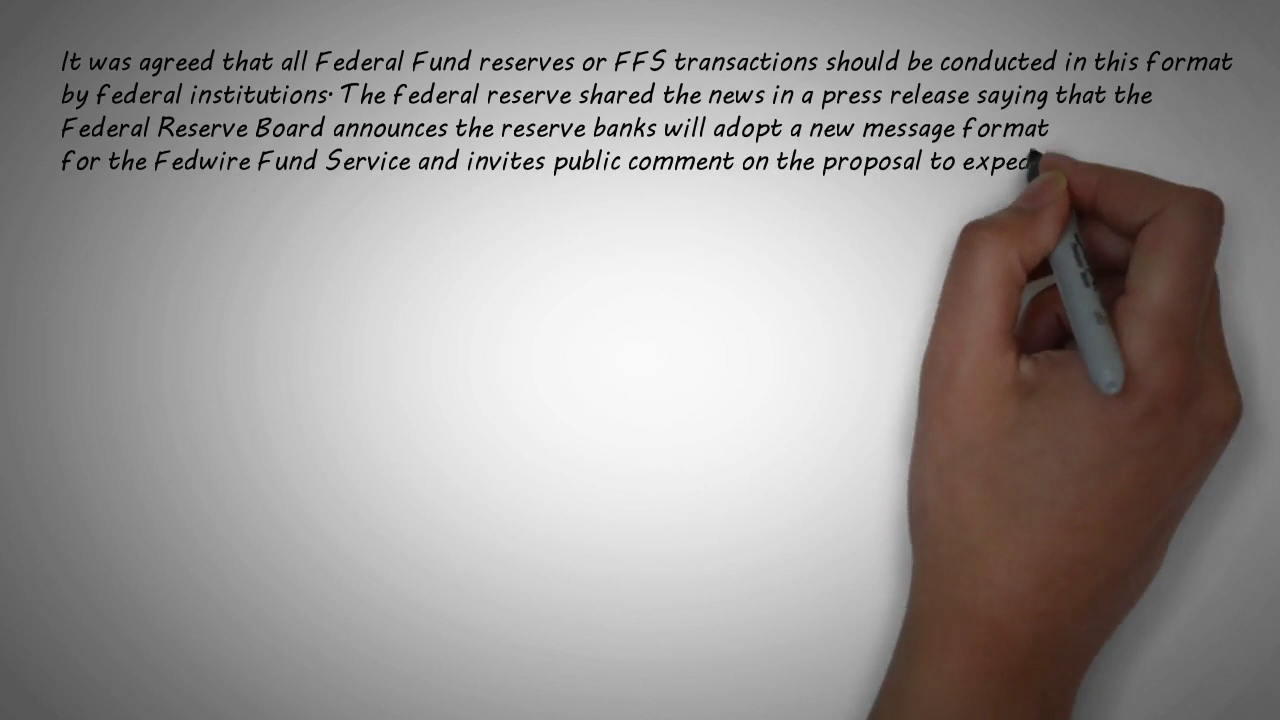 It was agreed that all Federal Fund reserves or FFS transactions should be conducted in this format
by federal institutions. The federal reserve shared the news in a press release saying that the
Federal Reserve Board announces the reserve banks will adopt a new message format
for the Fedwire Fund Service and invites public comment on the proposal to exped